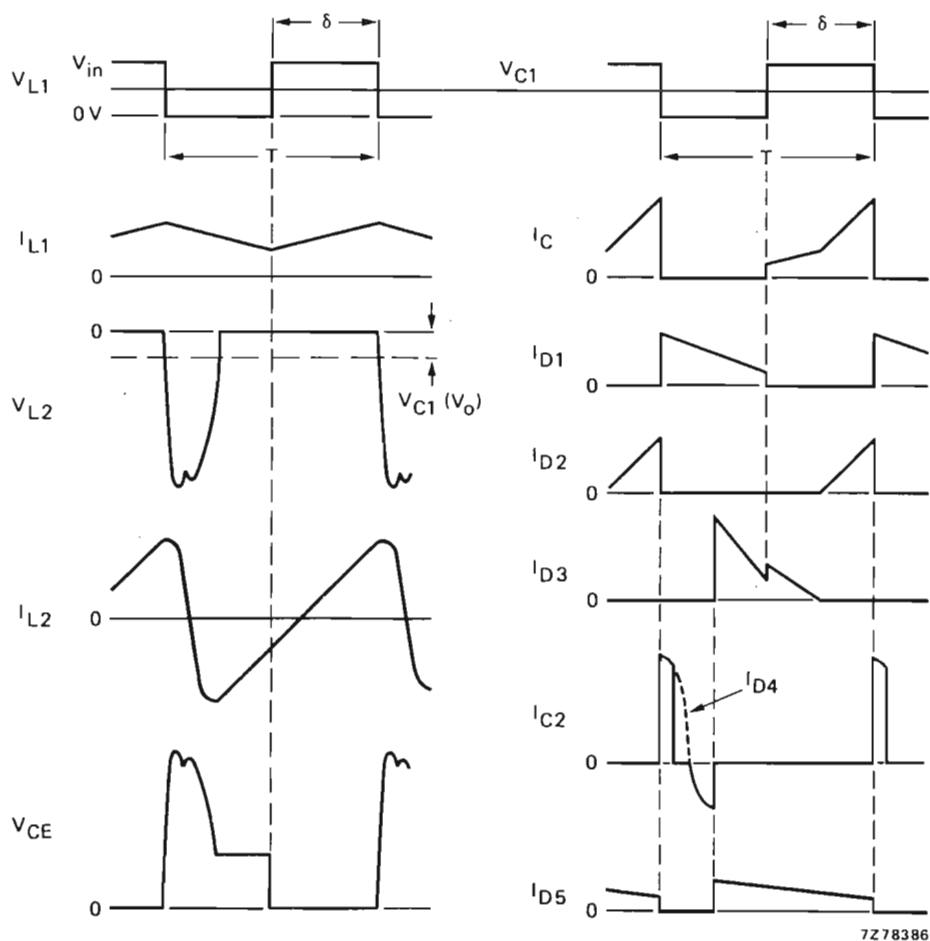 δ
V_L1
V_in
0 V
T
I_L1
0
0
V_L2
V_C1 (V_o)
I_L2
0
V_CE
0
δ
V_C1
T
I_C
0
I_D1
0
I_D2
0
I_D3
0
I_C2
I_D4
0
I_D5
0
7Z78386